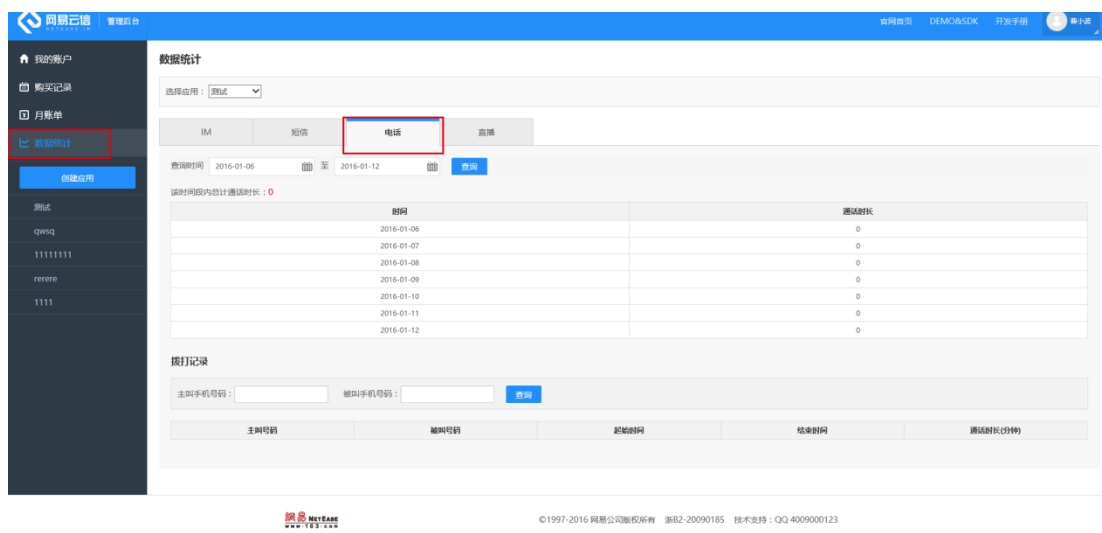 网易云信 管理后台 官网首页 DEMO&SDK 开发手册
NETEASE.IM
我的账户
购买记录
月账单
数据统计
创建应用
测试
qwsq
11111111
rerere
1111
数据统计
选择应用： 测试
IM 短信 电话 直播
查询时间 2016-01-06 至 2016-01-12 查询
该时间段内总计通话时长：0
时间 通话时长
2016-01-06 0
2016-01-07 0
2016-01-08 0
2016-01-09 0
2016-01-10 0
2016-01-11 0
2016-01-12 0
拨打记录
主叫手机号码： 被叫手机号码： 查询
主叫号码 被叫号码 起始时间 结束时间 通话时长(分钟)
網易 NETEASE
www.163.com
©1997-2016 网易公司版权所有 浙B2-20090185 技术支持：QQ 4009000123